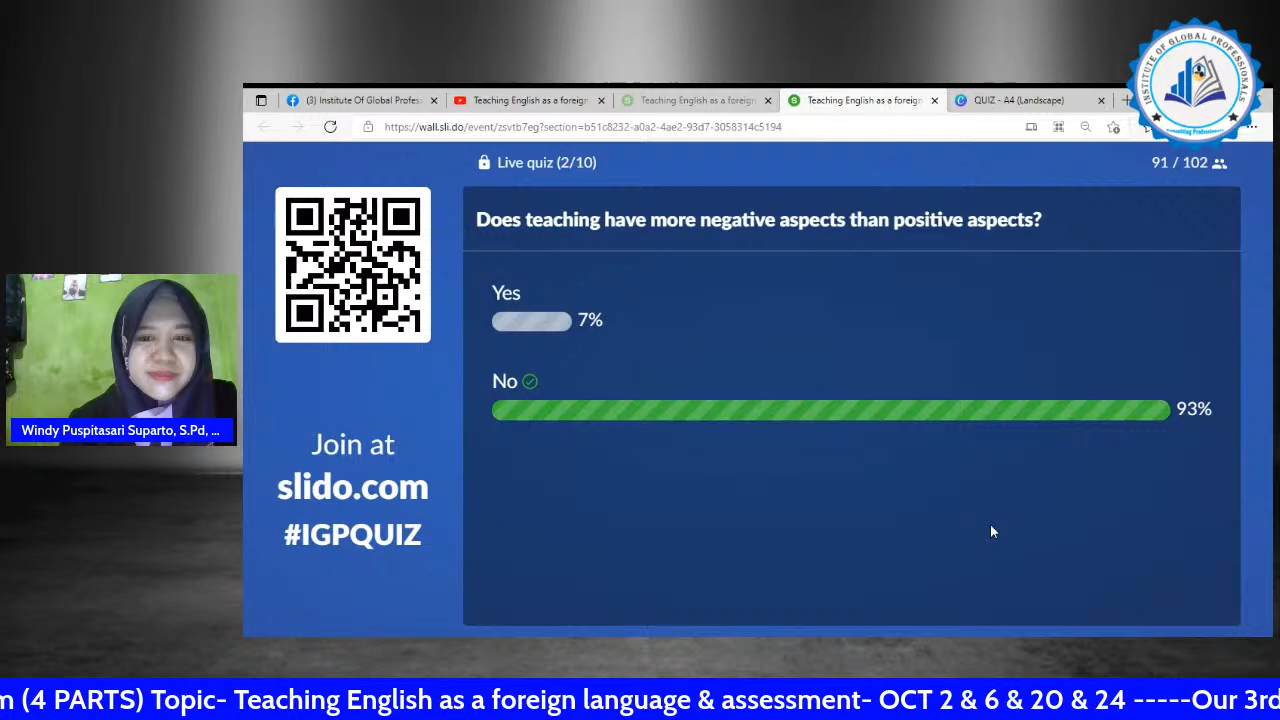 INSTITUTE OF GLOBAL PROFESSIONALS
(3) Institute Of Global Profes
Teaching English as a foreign
Teaching English as a foreign
Teaching English as a foreign
QUIZ - A4 (Landscape)
https://wall.sli.do/event/zsvtb7eg?section=b51c8232-a0a2-4ae2-93d7-3058314c5194
Live quiz (2/10)
91 / 102
Does teaching have more negative aspects than positive aspects?
Yes
7%
No
93%
Join at
slido.com
#IGPQUIZ
Windy Puspitasari Suparto, S.Pd, ...
m (4 PARTS) Topic- Teaching English as a foreign language & assessment- OCT 2 & 6 & 20 & 24 -----Our 3rd